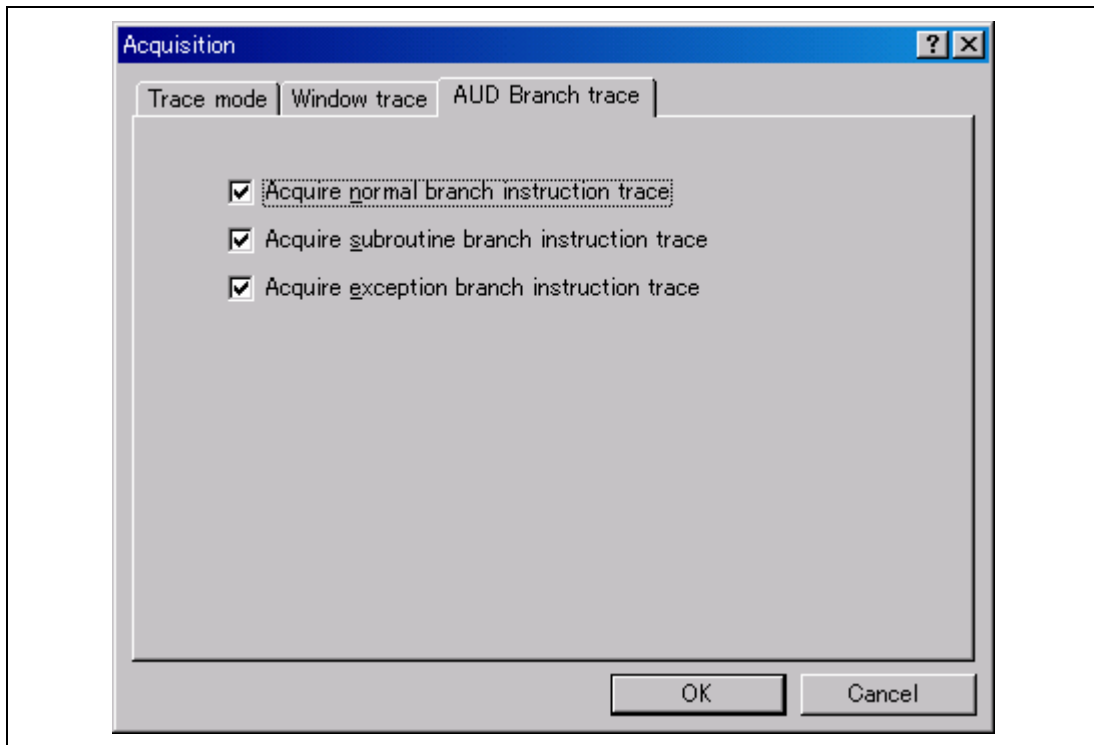 Acquisition
Trace mode Window trace AUD Branch trace
Acquire normal branch instruction trace
Acquire subroutine branch instruction trace
Acquire exception branch instruction trace
OK Cancel